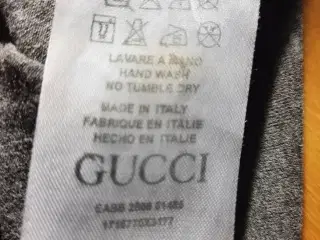 LAVARE A MANO
HAND WASH
NO TUMBLE DRY
MADE IN ITALY
FABRIQUE EN ITALIE
HECHO EN ITALIE
GUCCI